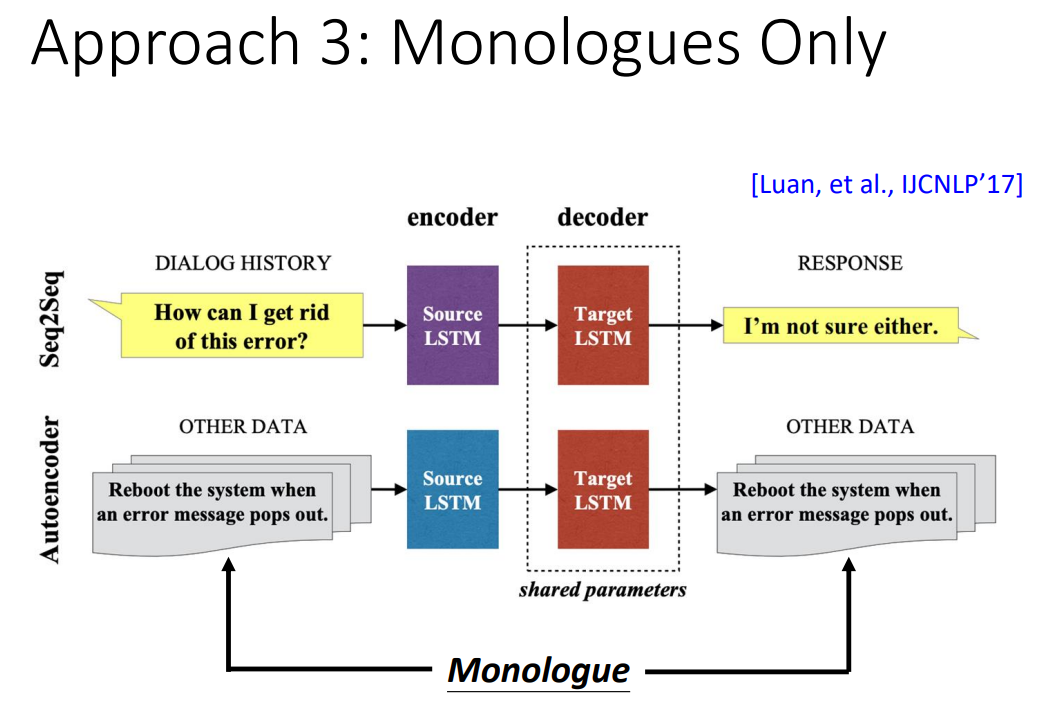 Approach 3: Monologues Only
[Luan, et al., IJCNLP’17]
encoder
decoder
Seq2Seq
DIALOG HISTORY
How can I get rid
of this error?
Source
LSTM
Target
LSTM
RESPONSE
I’m not sure either.
Autoencoder
OTHER DATA
Reboot the system when
an error message pops out.
Source
LSTM
Target
LSTM
OTHER DATA
Reboot the system when
an error message pops out.
shared parameters
Monologue